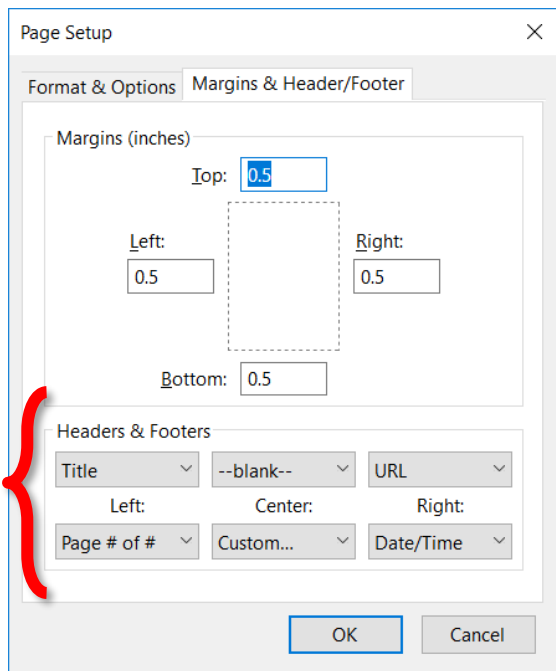 Page Setup
Format & Options Margins & Header/Footer
Margins (inches)
Top: 0.5
Left: Right:
0.5 0.5
Bottom: 0.5
Headers & Footers
Title --blank-- URL
Left: Center: Right:
Page # of # Custom... Date/Time
OK Cancel